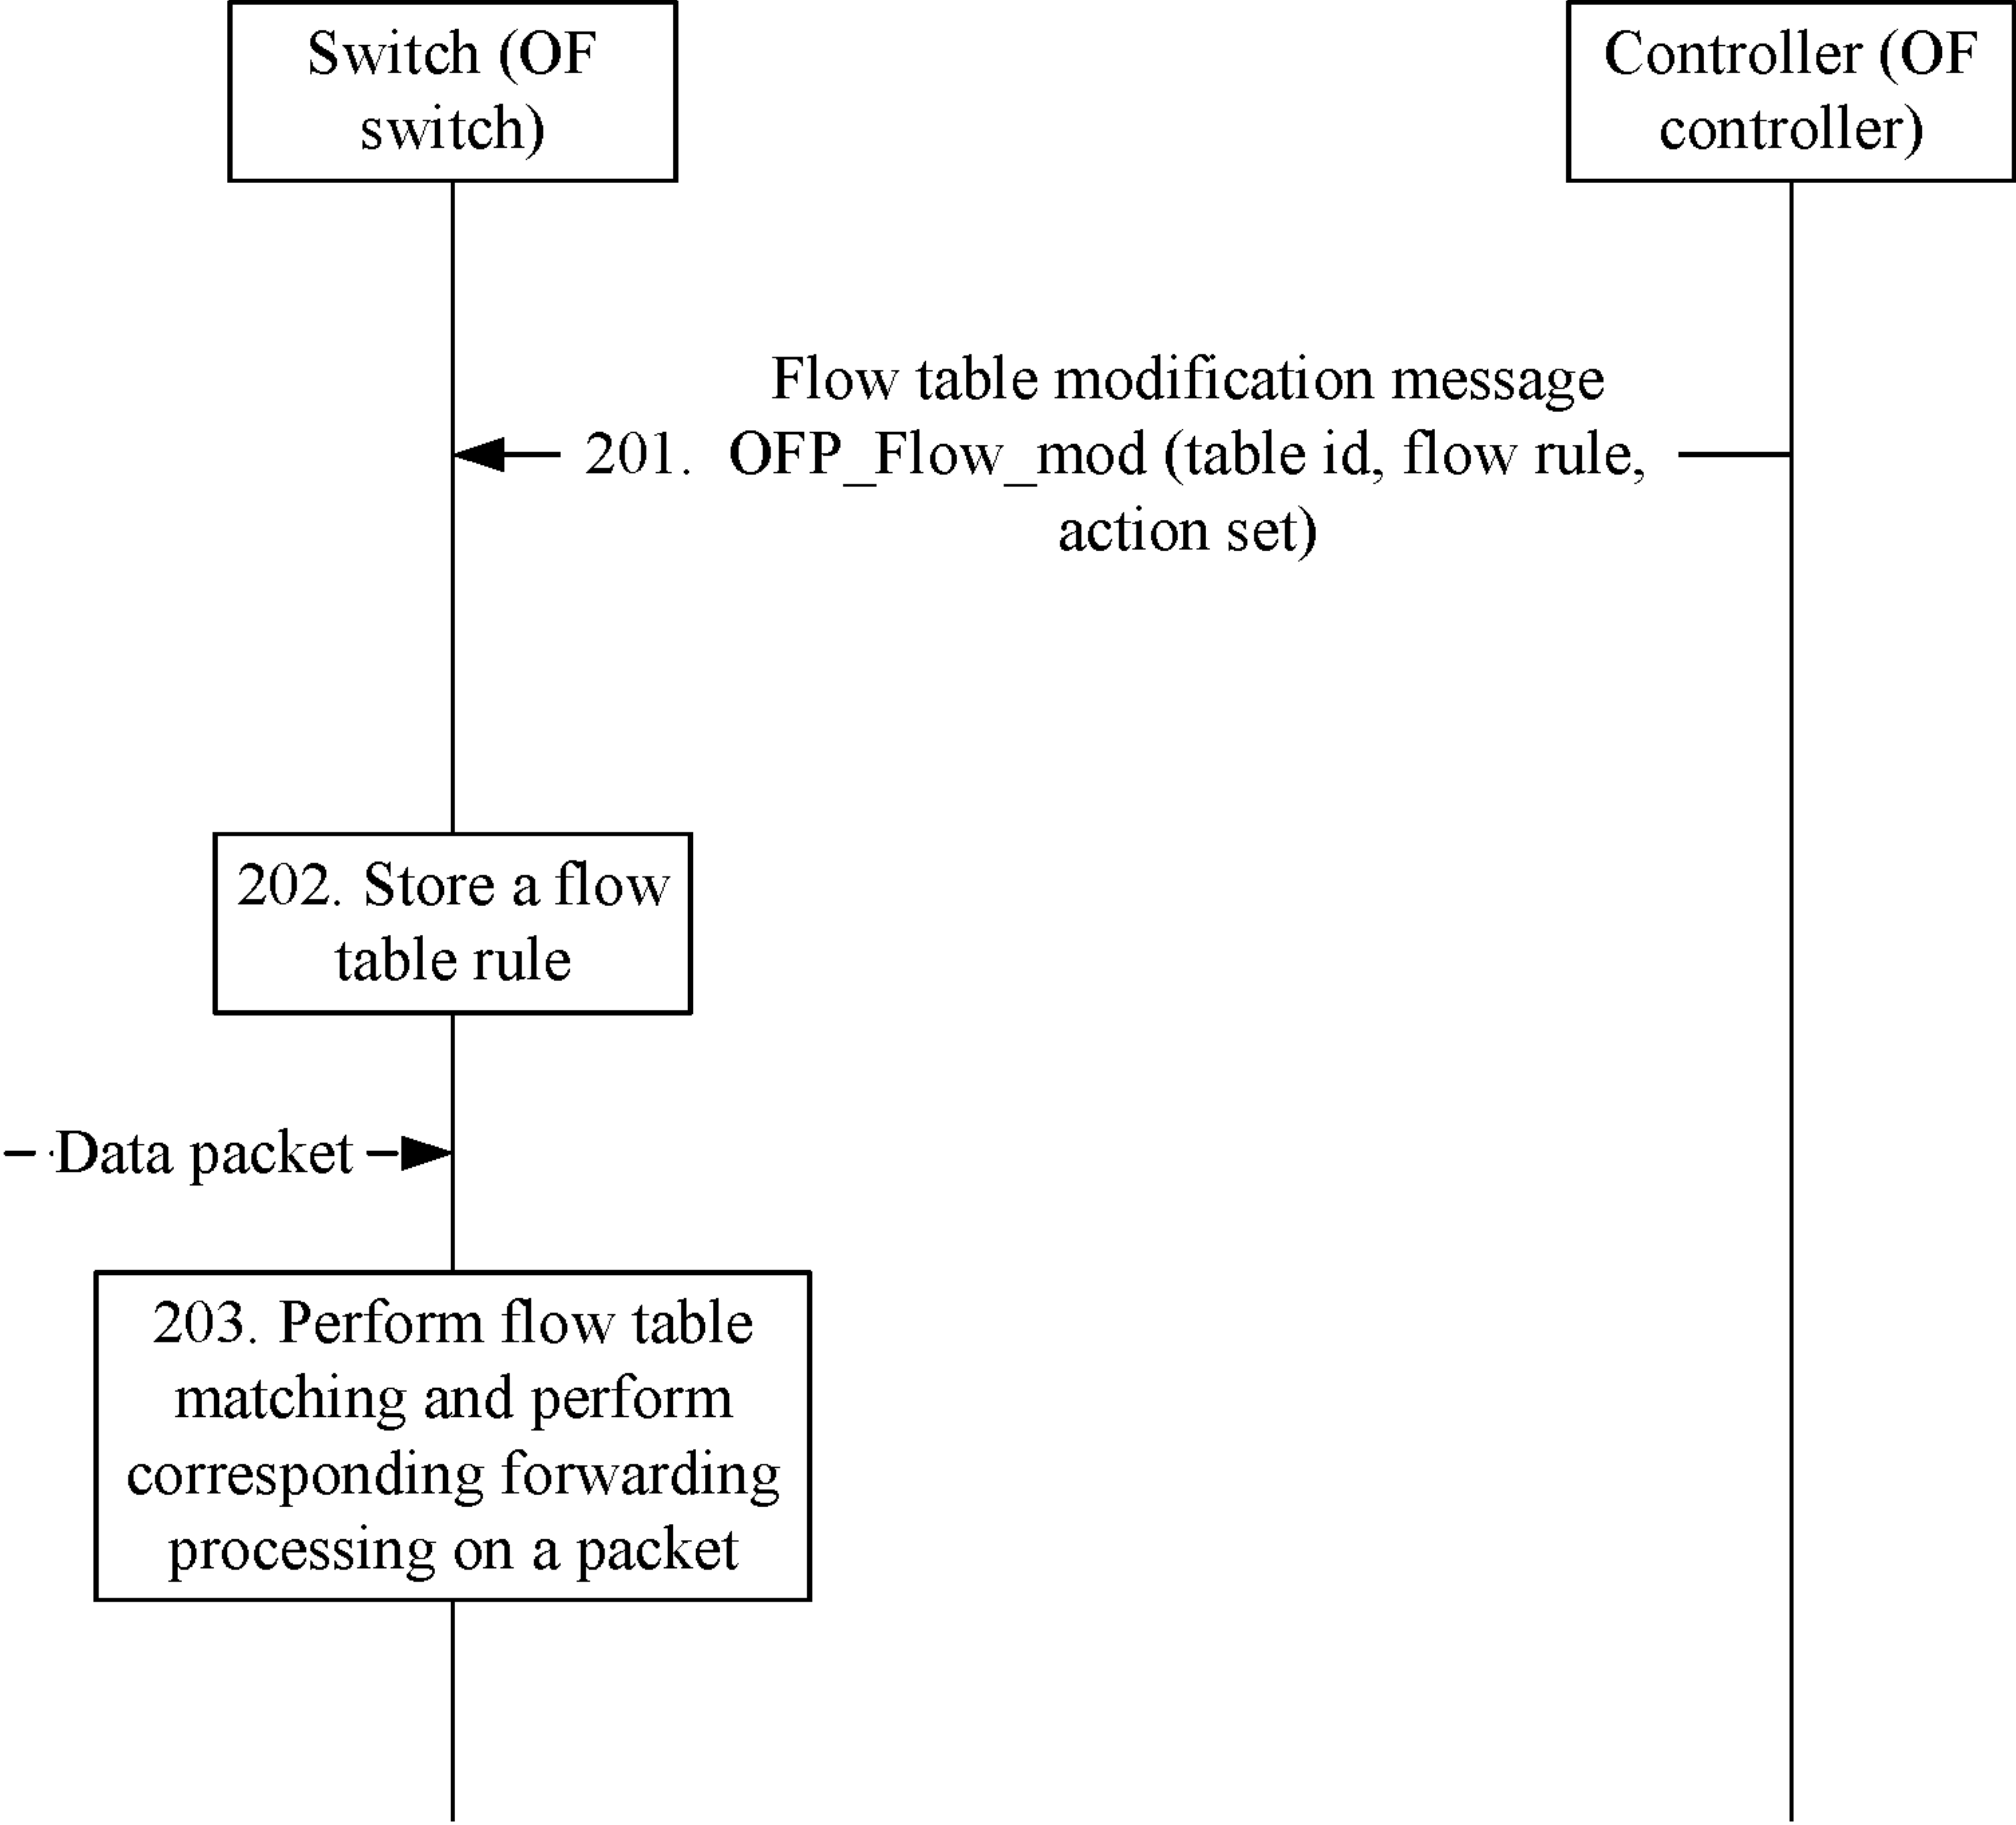 Switch (OF
switch)
Controller (OF
controller)
Flow table modification message
201. OFP_Flow_mod (table id, flow rule,
action set)
202. Store a flow
table rule
Data packet
203. Perform flow table
matching and perform
corresponding forwarding
processing on a packet